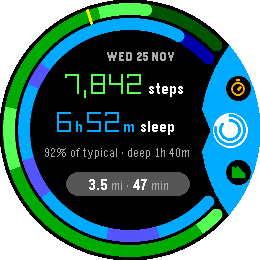 WED 25 NOV
7,842 steps
6h52m sleep
92% of typical · deep 1h 40m
3.5 mi · 47 min